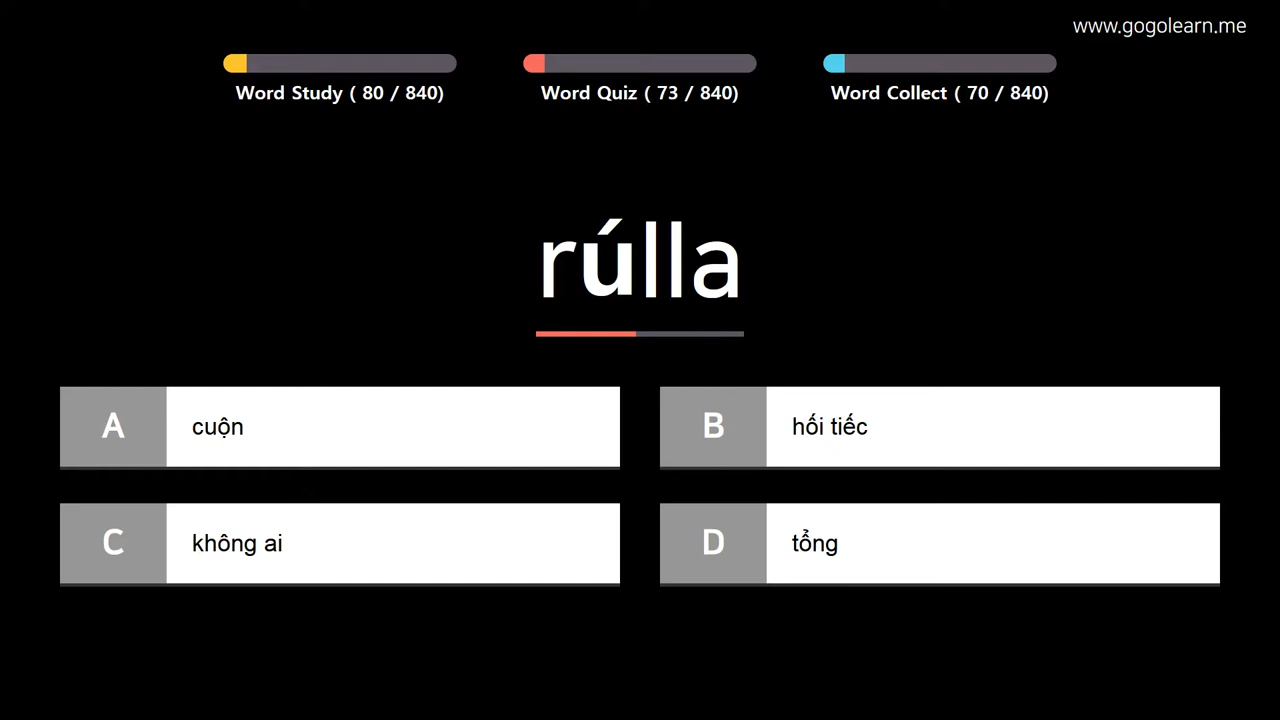 www.gogolearn.me
Word Study ( 80 / 840)
Word Quiz ( 73 / 840)
Word Collect ( 70 / 840)
rúlla
A cuộn
B hối tiếc
C không ai
D tổng